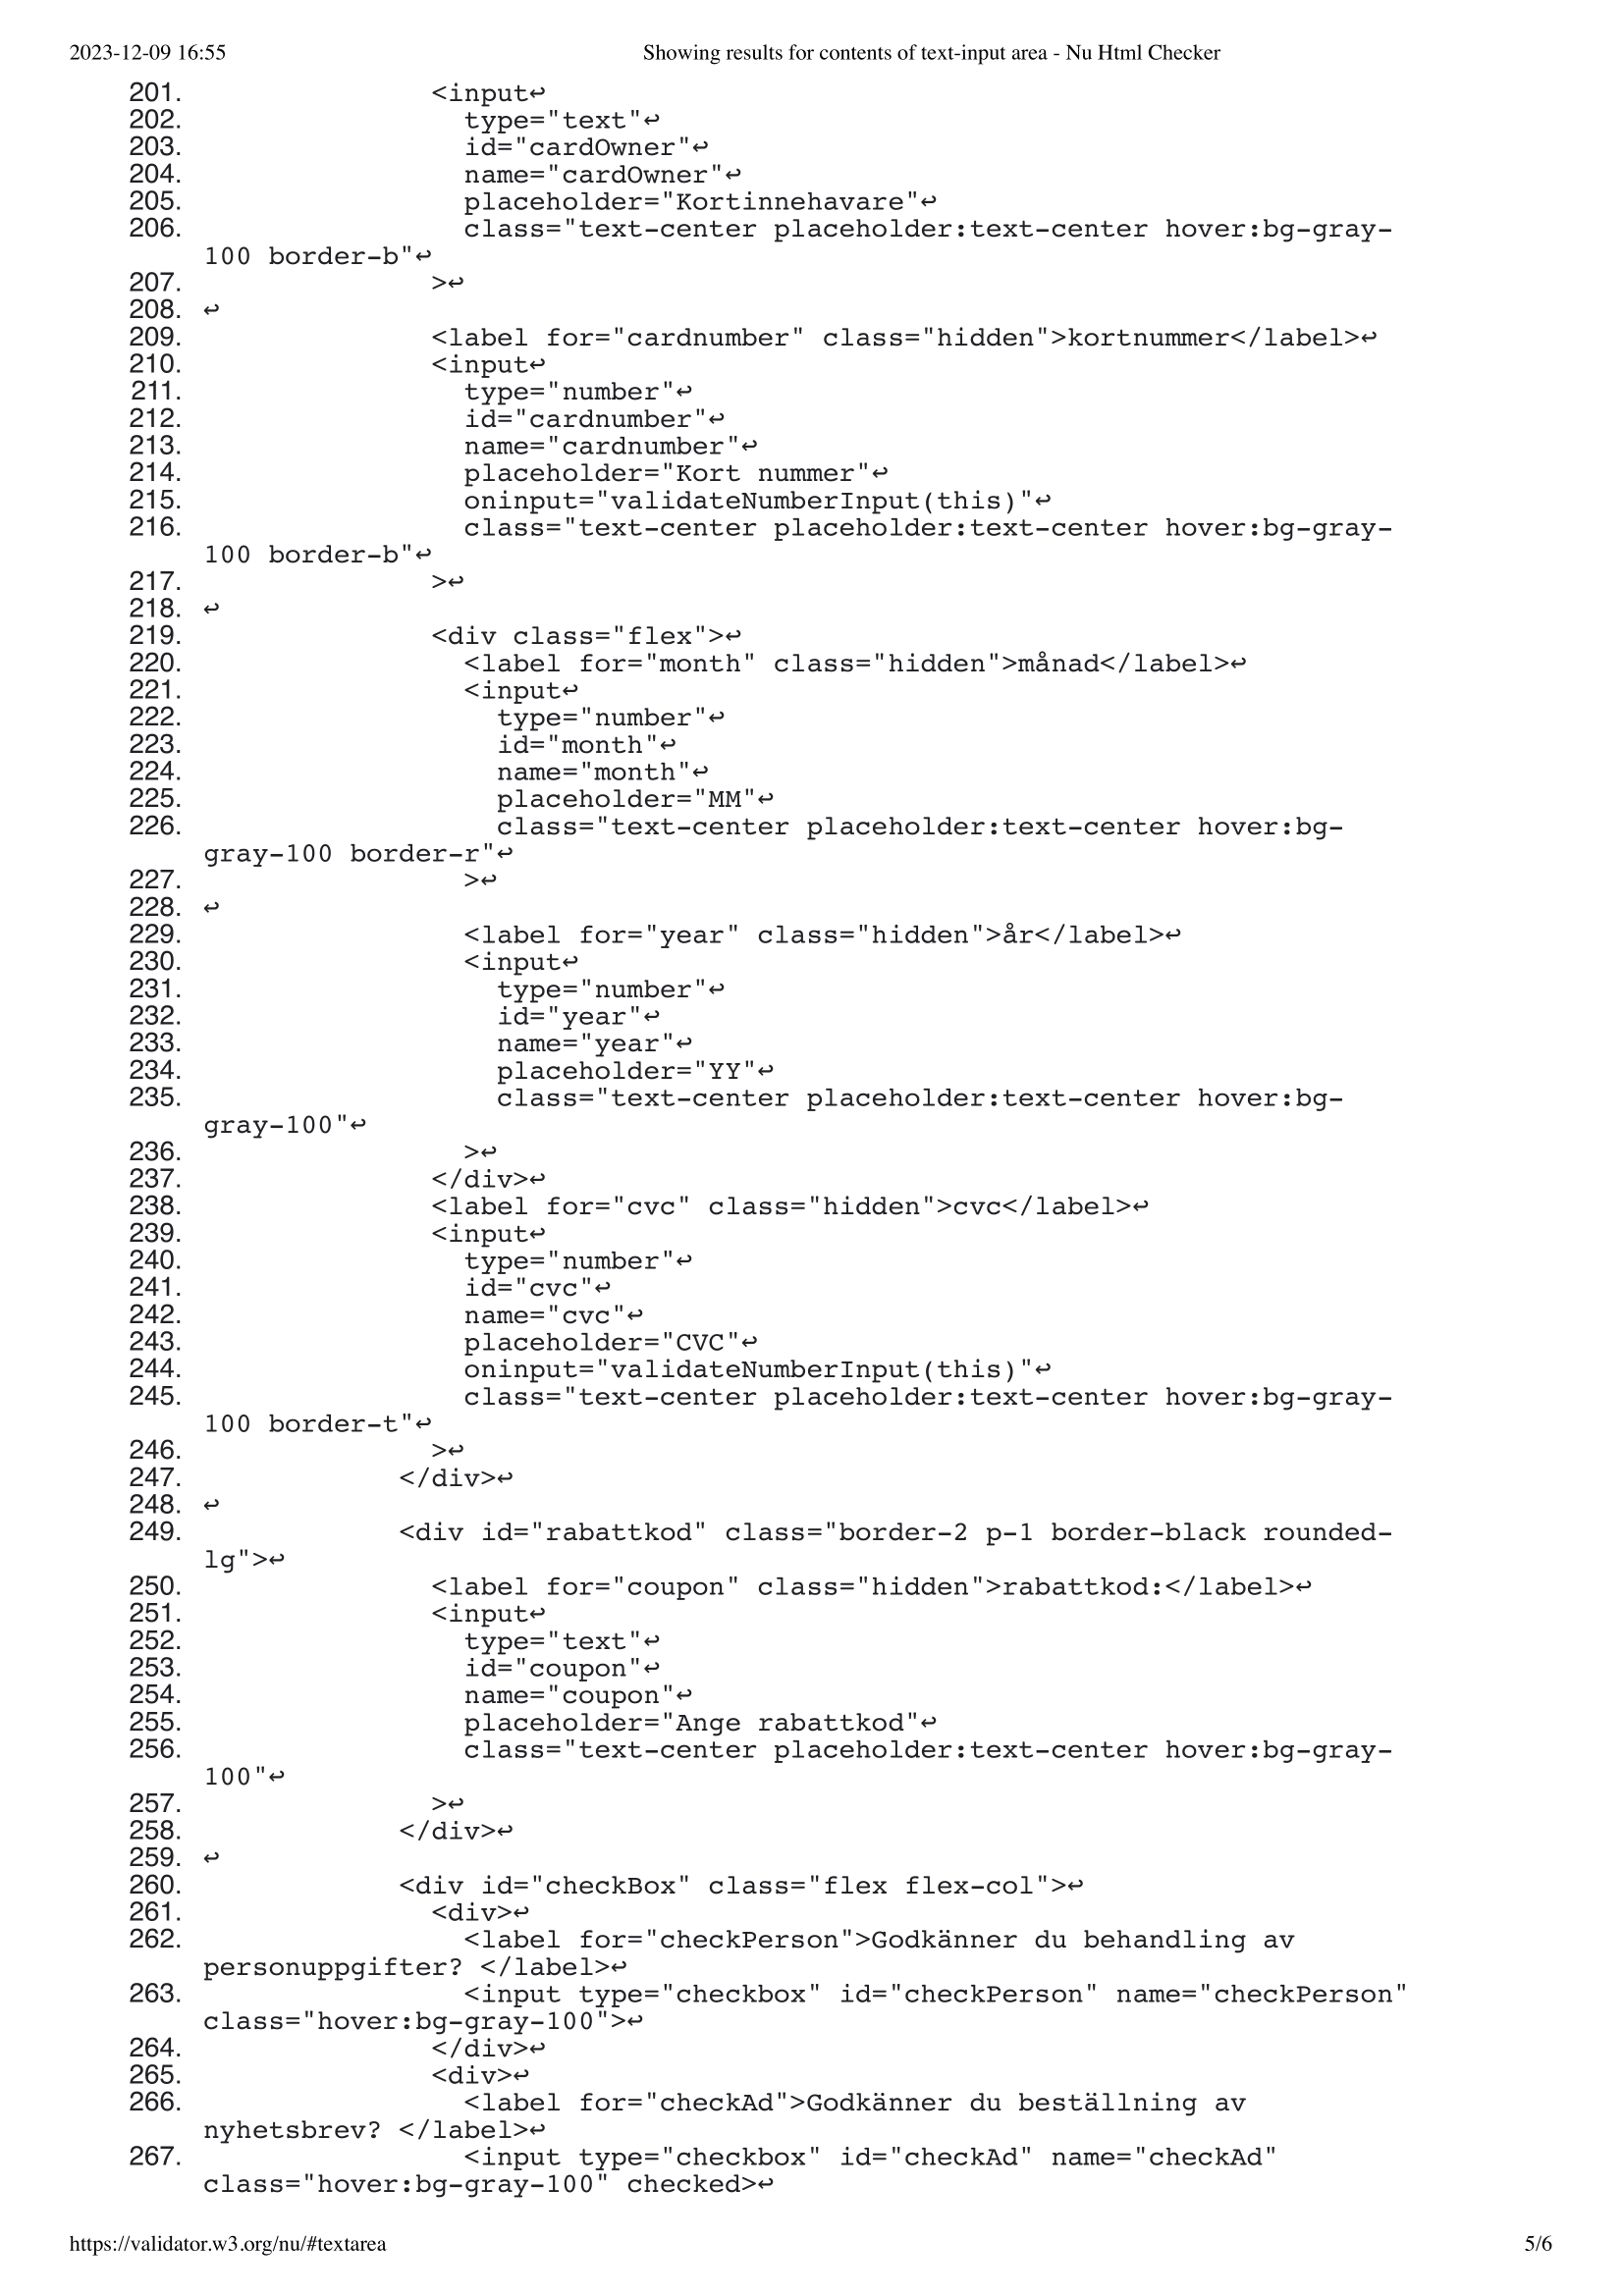 2023-12-09 16:55 Showing results for contents of text-input area - Nu Html Checker
201. <input↩
202. type="text"↩
203. id="cardOwner"↩
204. name="cardOwner"↩
205. placeholder="Kortinnehavare"↩
206. class="text-center placeholder:text-center hover:bg-gray-
100 border-b"↩
207. >↩
208. ↩
209. <label for="cardnumber" class="hidden">kortnummer</label>↩
210. <input↩
211. type="number"↩
212. id="cardnumber"↩
213. name="cardnumber"↩
214. placeholder="Kort nummer"↩
215. oninput="validateNumberInput(this)"↩
216. class="text-center placeholder:text-center hover:bg-gray-
100 border-b"↩
217. >↩
218. ↩
219. <div class="flex">↩
220. <label for="month" class="hidden">månad</label>↩
221. <input↩
222. type="number"↩
223. id="month"↩
224. name="month"↩
225. placeholder="MM"↩
226. class="text-center placeholder:text-center hover:bg-
gray-100 border-r"↩
227. >↩
228. ↩
229. <label for="year" class="hidden">år</label>↩
230. <input↩
231. type="number"↩
232. id="year"↩
233. name="year"↩
234. placeholder="YY"↩
235. class="text-center placeholder:text-center hover:bg-
gray-100"↩
236. >↩
237. </div>↩
238. <label for="cvc" class="hidden">cvc</label>↩
239. <input↩
240. type="number"↩
241. id="cvc"↩
242. name="cvc"↩
243. placeholder="CVC"↩
244. oninput="validateNumberInput(this)"↩
245. class="text-center placeholder:text-center hover:bg-gray-
100 border-t"↩
246. >↩
247. </div>↩
248. ↩
249. <div id="rabattkod" class="border-2 p-1 border-black rounded-
lg">↩
250. <label for="coupon" class="hidden">rabattkod:</label>↩
251. <input↩
252. type="text"↩
253. id="coupon"↩
254. name="coupon"↩
255. placeholder="Ange rabattkod"↩
256. class="text-center placeholder:text-center hover:bg-gray-
100"↩
257. >↩
258. </div>↩
259. ↩
260. <div id="checkBox" class="flex flex-col">↩
261. <div>↩
262. <label for="checkPerson">Godkänner du behandling av
personuppgifter? </label>↩
263. <input type="checkbox" id="checkPerson" name="checkPerson"
class="hover:bg-gray-100">↩
264. </div>↩
265. <div>↩
266. <label for="checkAd">Godkänner du beställning av
nyhetsbrev? </label>↩
267. <input type="checkbox" id="checkAd" name="checkAd"
class="hover:bg-gray-100" checked>↩
https://validator.w3.org/nu/#textarea 5/6